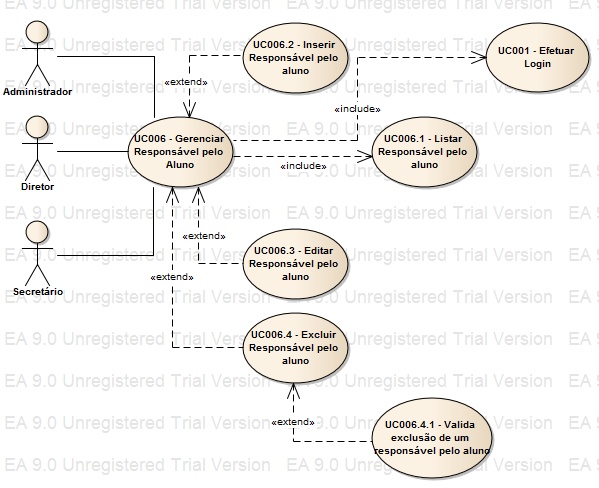 EA 9.0 Unregistered Trial Version
Administrador
Diretor
Secretário
UC006.2 - Inserir
Responsável pelo
aluno
«extend»
UC001 - Efetuar
Login
«include»
UC006 - Gerenciar
Responsável pelo
Aluno
UC006.1 - Listar
Responsável pelo
aluno
«include»
«extend»
UC006.3 - Editar
Responsável pelo
aluno
«extend»
UC006.4 - Excluir
Responsável pelo
aluno
«extend»
UC006.4.1 - Valida
exclusão de um
responsável pelo aluno